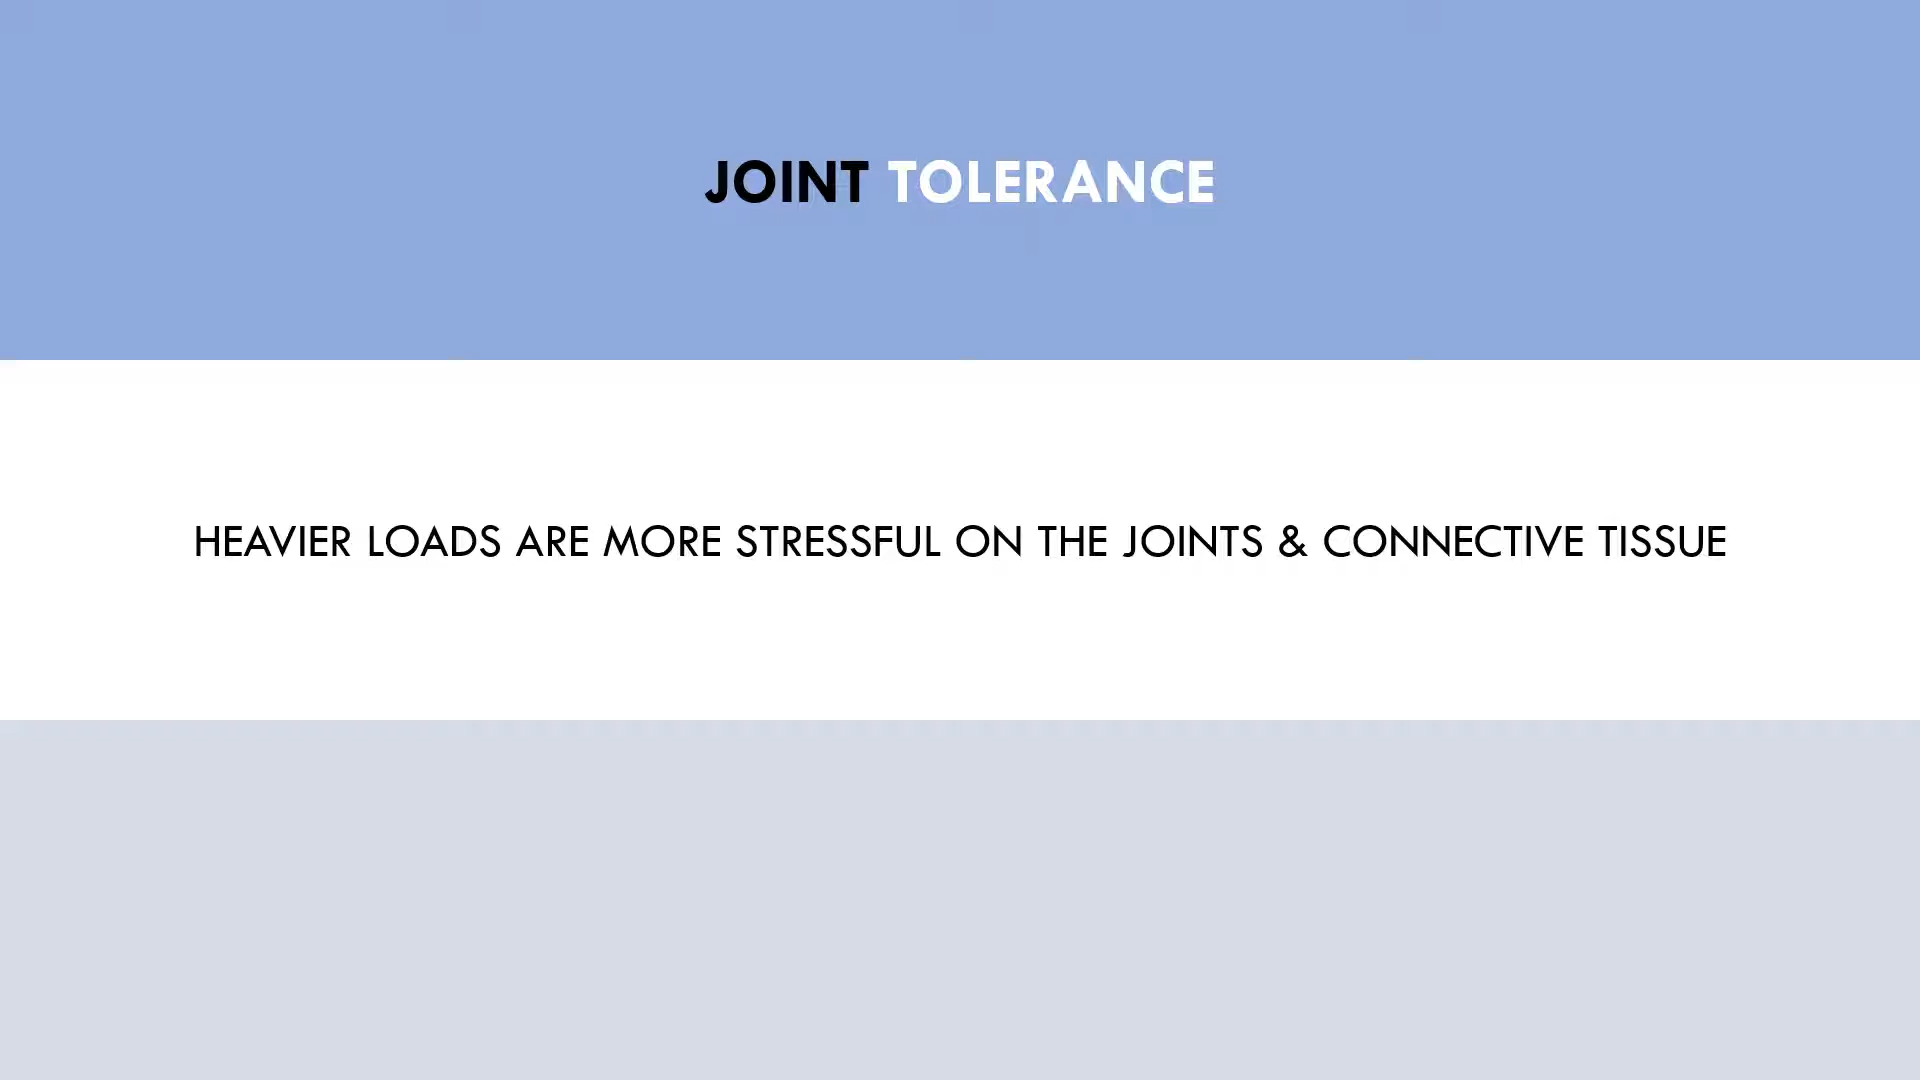 JOINT TOLERANCE
HEAVIER LOADS ARE MORE STRESSFUL ON THE JOINTS & CONNECTIVE TISSUE